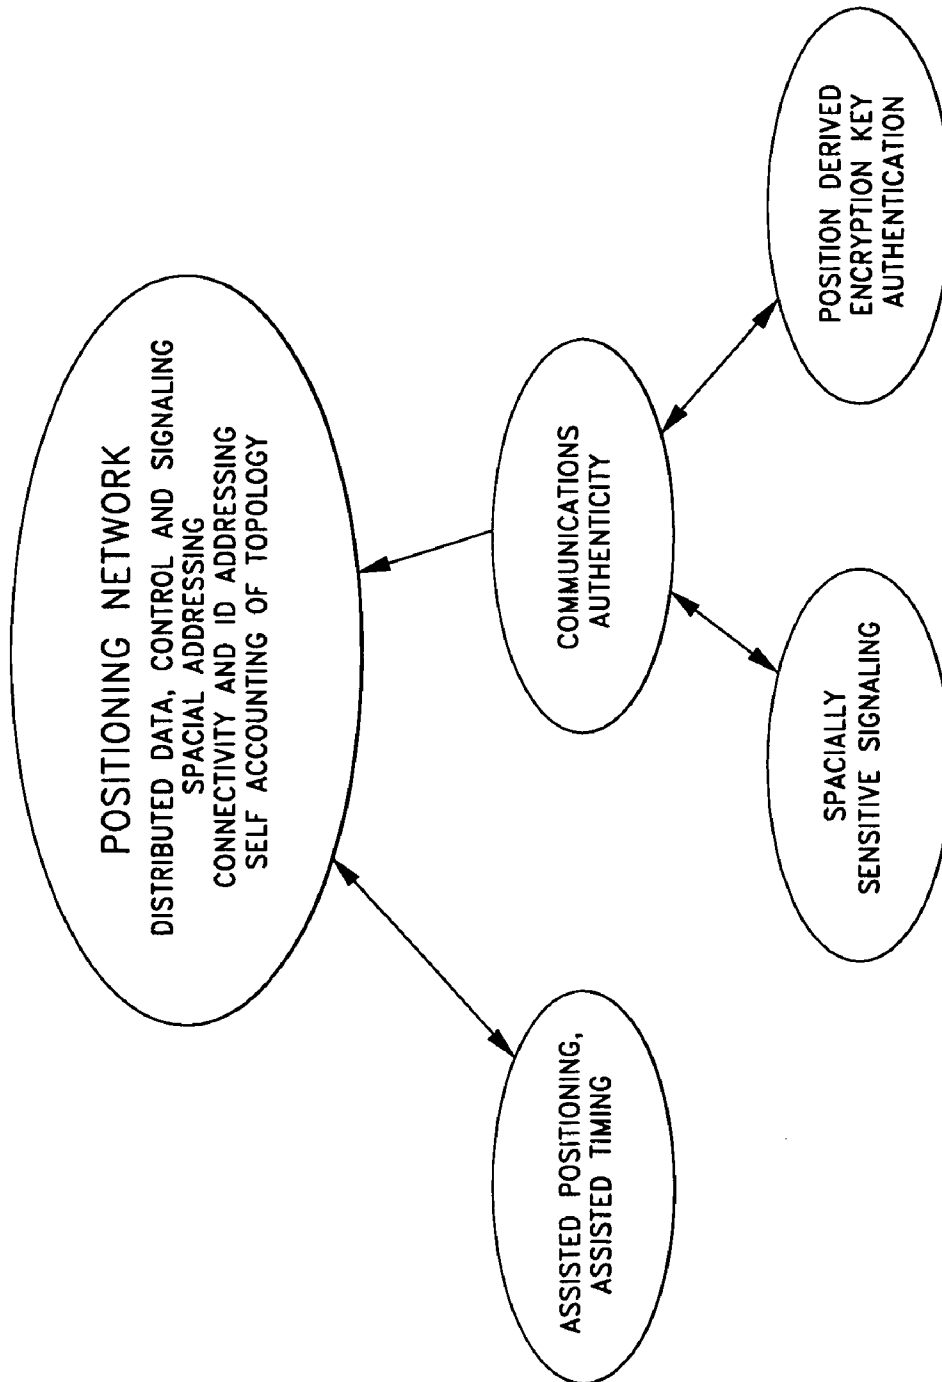 POSITIONING NETWORK
DISTRIBUTED DATA, CONTROL AND SIGNALING
SPACIAL ADDRESSING
CONNECTIVITY AND ID ADDRESSING
SELF ACCOUNTING OF TOPOLOGY
ASSISTED POSITIONING,
ASSISTED TIMING
COMMUNICATIONS
AUTHENTICITY
SPACIALLY
SENSITIVE SIGNALING
POSITION DERIVED
ENCRYPTION KEY
AUTHENTICATION